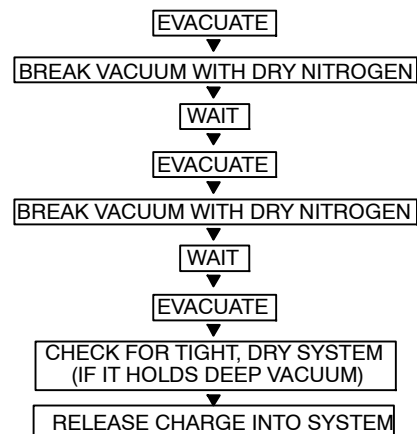 EVACUATE
BREAK VACUUM WITH DRY NITROGEN
WAIT
EVACUATE
BREAK VACUUM WITH DRY NITROGEN
WAIT
EVACUATE
CHECK FOR TIGHT, DRY SYSTEM
(IF IT HOLDS DEEP VACUUM)
RELEASE CHARGE INTO SYSTEM